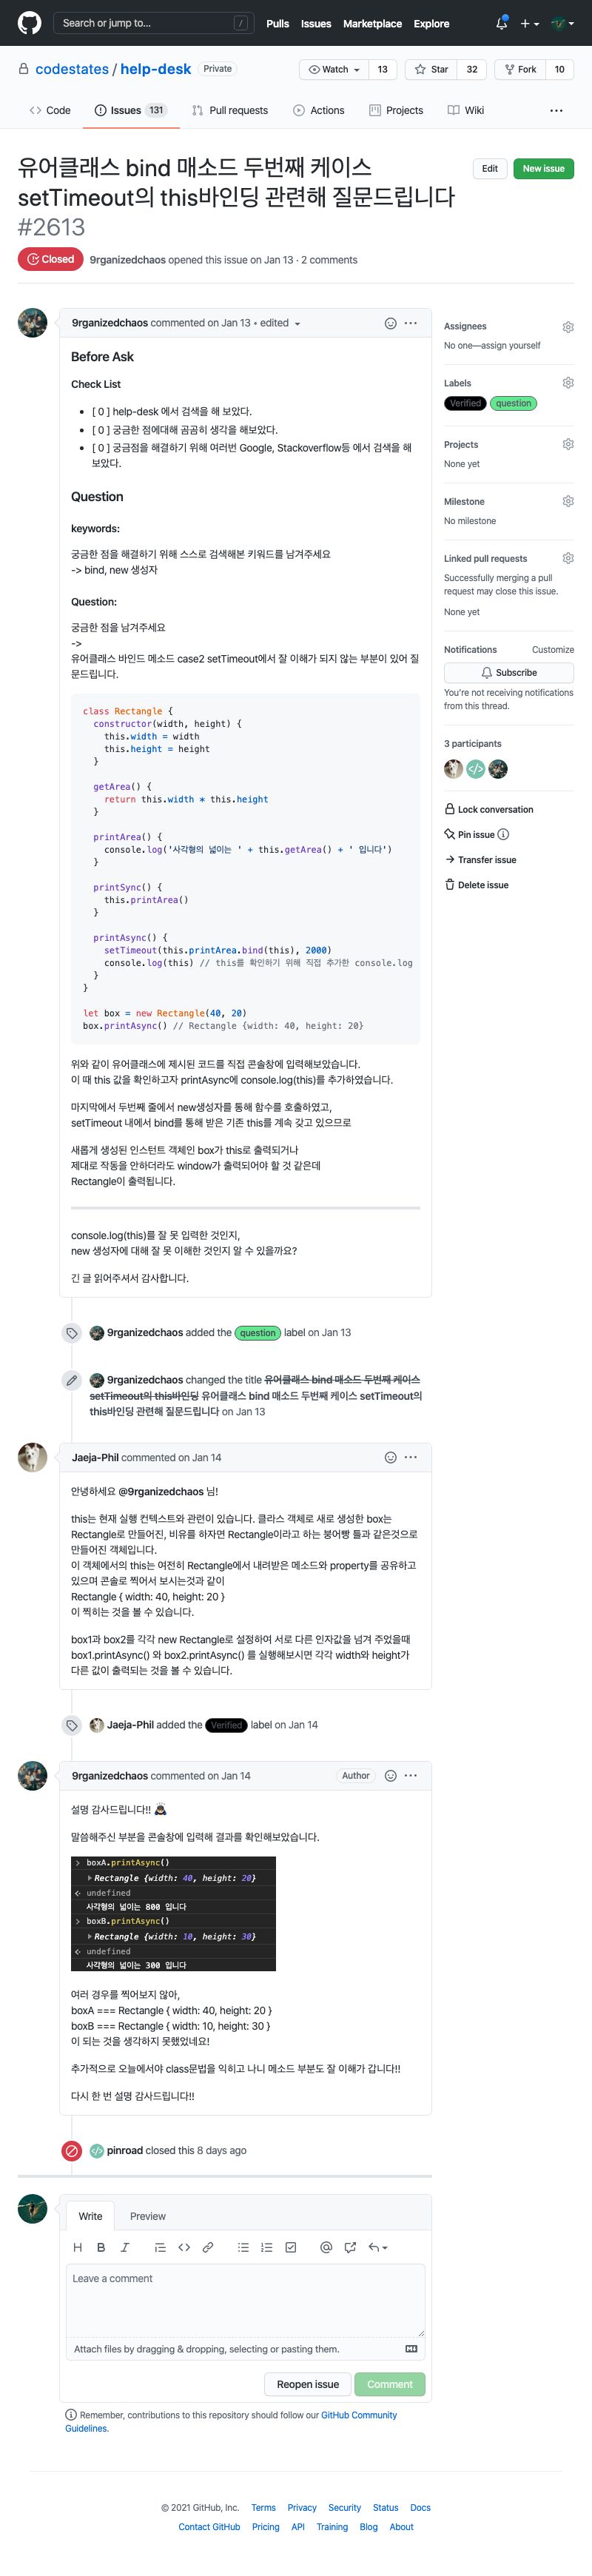 Search or jump to...
/
Pulls Issues Marketplace Explore
codestates / help-desk Private
Watch 13 Star 32 Fork 10
Code Issues 131 Pull requests Actions Projects Wiki
유어클래스 bind 매소드 두번째 케이스
setTimeout의 this바인딩 관련해 질문드립니다
#2613
Edit New issue
Closed 9rganizedchaos opened this issue on Jan 13 · 2 comments
9rganizedchaos commented on Jan 13 • edited
Before Ask
Check List
• [ 0 ] help-desk 에서 검색을 해 보았다.
• [ 0 ] 궁금한 점에대해 곰곰히 생각을 해보았다.
• [ 0 ] 궁금점을 해결하기 위해 여러번 Google, Stackoverflow등 에서 검색을 해
보았다.
Question
keywords:
궁금한 점을 해결하기 위해 스스로 검색해본 키워드를 남겨주세요
-> bind, new 생성자
Question:
궁금한 점을 남겨주세요
->
유어클래스 바인드 메소드 case2 setTimeout에서 잘 이해가 되지 않는 부분이 있어 질
문드립니다.
class Rectangle {
constructor(width, height) {
this.width = width
this.height = height
}
getArea() {
return this.width * this.height
}
printArea() {
console.log('사각형의 넓이는 ' + this.getArea() + ' 입니다')
}
printSync() {
this.printArea()
}
printAsync() {
setTimeout(this.printArea.bind(this), 2000)
console.log(this) // this를 확인하기 위해 직접 추가한 console.log
}
}
let box = new Rectangle(40, 20)
box.printAsync() // Rectangle {width: 40, height: 20}
위와 같이 유어클래스에 제시된 코드를 직접 콘솔창에 입력해보았습니다.
이 때 this 값을 확인하고자 printAsync에 console.log(this)를 추가하였습니다.
마지막에서 두번째 줄에서 new생성자를 통해 함수를 호출하였고,
setTimeout 내에서 bind를 통해 받은 기존 this를 계속 갖고 있으므로
새롭게 생성된 인스턴트 객체인 box가 this로 출력되거나
제대로 작동을 안하더라도 window가 출력되어야 할 것 같은데
Rectangle이 출력됩니다.
console.log(this)를 잘 못 입력한 것인지,
new 생성자에 대해 잘 못 이해한 것인지 알 수 있을까요?
긴 글 읽어주셔서 감사합니다.
Assignees
No one—assign yourself
Labels
Verified question
Projects
None yet
Milestone
No milestone
Linked pull requests
Successfully merging a pull
request may close this issue.
None yet
Notifications Customize
Subscribe
You're not receiving notifications
from this thread.
3 participants
Lock conversation
Pin issue
Transfer issue
Delete issue
9rganizedchaos added the question label on Jan 13
9rganizedchaos changed the title 유어클래스 bind 매소드 두번째 케이스
setTimeout의 this바인딩 유어클래스 bind 매소드 두번째 케이스 setTimeout의
this바인딩 관련해 질문드립니다 on Jan 13
Jaeja-Phil commented on Jan 14
안녕하세요 @9rganizedchaos 님!
this는 현재 실행 컨텍스트와 관련이 있습니다. 클라스 객체로 새로 생성한 box는
Rectangle로 만들어진, 비유를 하자면 Rectangle이라고 하는 붕어빵 틀과 같은것으로
만들어진 객체입니다.
이 객체에서의 this는 여전히 Rectangle에서 내려받은 메소드와 property를 공유하고
있으며 콘솔로 찍어서 보시는것과 같이
Rectangle { width: 40, height: 20 }
이 찍히는 것을 볼 수 있습니다.
box1과 box2를 각각 new Rectangle로 설정하여 서로 다른 인자값을 넘겨 주었을때
box1.printAsync() 와 box2.printAsync() 를 실행해보시면 각각 width와 height가
다른 값이 출력되는 것을 볼 수 있습니다.
Jaeja-Phil added the Verified label on Jan 14
9rganizedchaos commented on Jan 14 Author
설명 감사드립니다!!
말씀해주신 부분을 콘솔창에 입력해 결과를 확인해보았습니다.
> boxA.printAsync()
Rectangle {width: 40, height: 20}
undefined
사각형의 넓이는 800 입니다
> boxB.printAsync()
Rectangle {width: 10, height: 30}
undefined
사각형의 넓이는 300 입니다
여러 경우를 찍어보지 않아,
boxA === Rectangle { width: 40, height: 20 }
boxB === Rectangle { width: 10, height: 30 }
이 되는 것을 생각하지 못했었네요!
추가적으로 오늘에서야 class문법을 익히고 나니 메소드 부분도 잘 이해가 갑니다!!
다시 한 번 설명 감사드립니다!!
pinroad closed this 8 days ago
Write Preview
Leave a comment
Attach files by dragging & dropping, selecting or pasting them.
Reopen issue Comment
Remember, contributions to this repository should follow our GitHub Community
Guidelines.
© 2021 GitHub, Inc. Terms Privacy Security Status Docs
Contact GitHub Pricing API Training Blog About